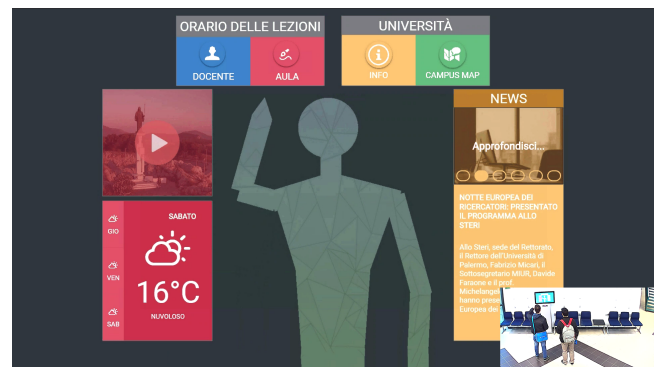 ORARIO DELLE LEZIONI
DOCENTE
AULA
UNIVERSITÀ
INFO
CAMPUS MAP
NEWS
Approfondisci...
NOTTE EUROPEA DEI
RICERCATORI: PRESENTATO
IL PROGRAMMA ALLO
STERI
Allo Steri, sede del Rettorato,
il Rettore dell'Università di
Palermo, Fabrizio Micari, il
Sottosegretario MIUR, Davide
Faraone e il prof.
Michelangelo
hanno
Europea dei
SABATO
GIO
VEN
SAB
16°C
NUVOLOSO